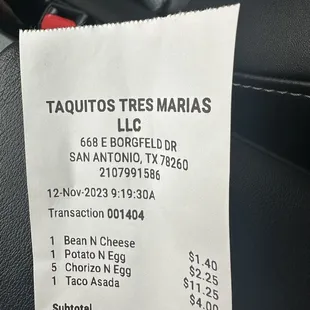 TAQUITOS TRES MARIAS
LLC
668 E BORGFELD DR
SAN ANTONIO, TX 78260
2107991586
12-Nov-2023 9:19:30A
Transaction 001404
1 Bean N Cheese $1.40
1 Potato N Egg $2.25
5 Chorizo N Egg $11.25
1 Taco Asada $4.00
Subtotal